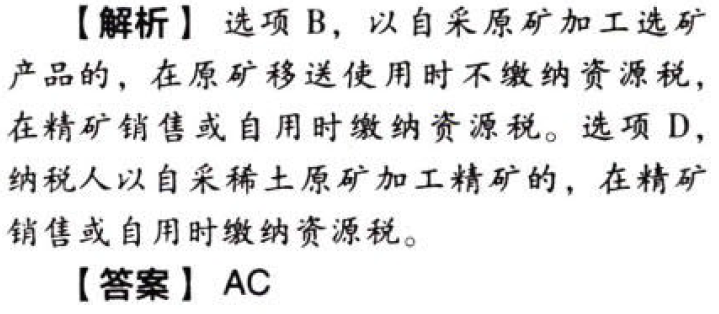 【解析】 选项 B，以自采原矿加工选矿
产品的，在原矿移送使用时不缴纳资源税，
在精矿销售或自用时缴纳资源税。选项 D，
纳税人以自采稀土原矿加工精矿的，在精矿
销售或自用时缴纳资源税。
【答案】 AC